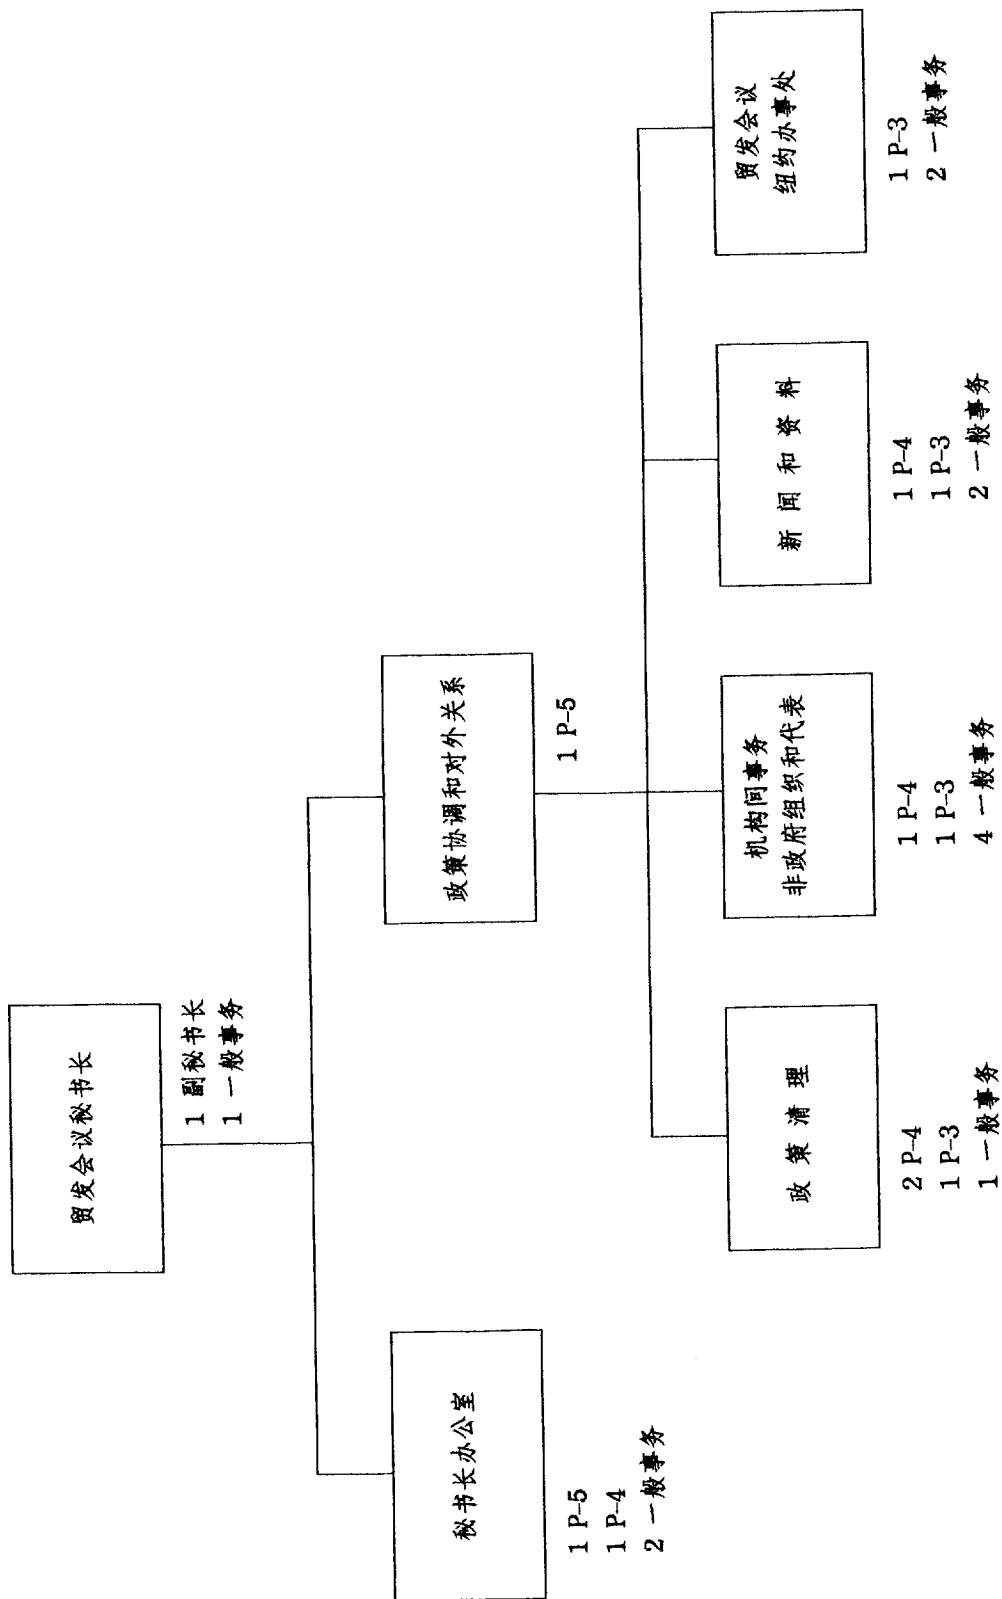 贸发会议秘书长
1 副秘书长
1 一般事务
秘书长办公室
1 P-5
1 P-4
2 一般事务
政策协调和对外关系
1 P-5
政策清理
2 P-4
1 P-3
1 一般事务
机构间事务
非政府组织和代表
1 P-4
1 P-3
4 一般事务
新闻和资料
1 P-4
1 P-3
2 一般事务
贸发会议
纽约办事处
1 P-3
2 一般事务